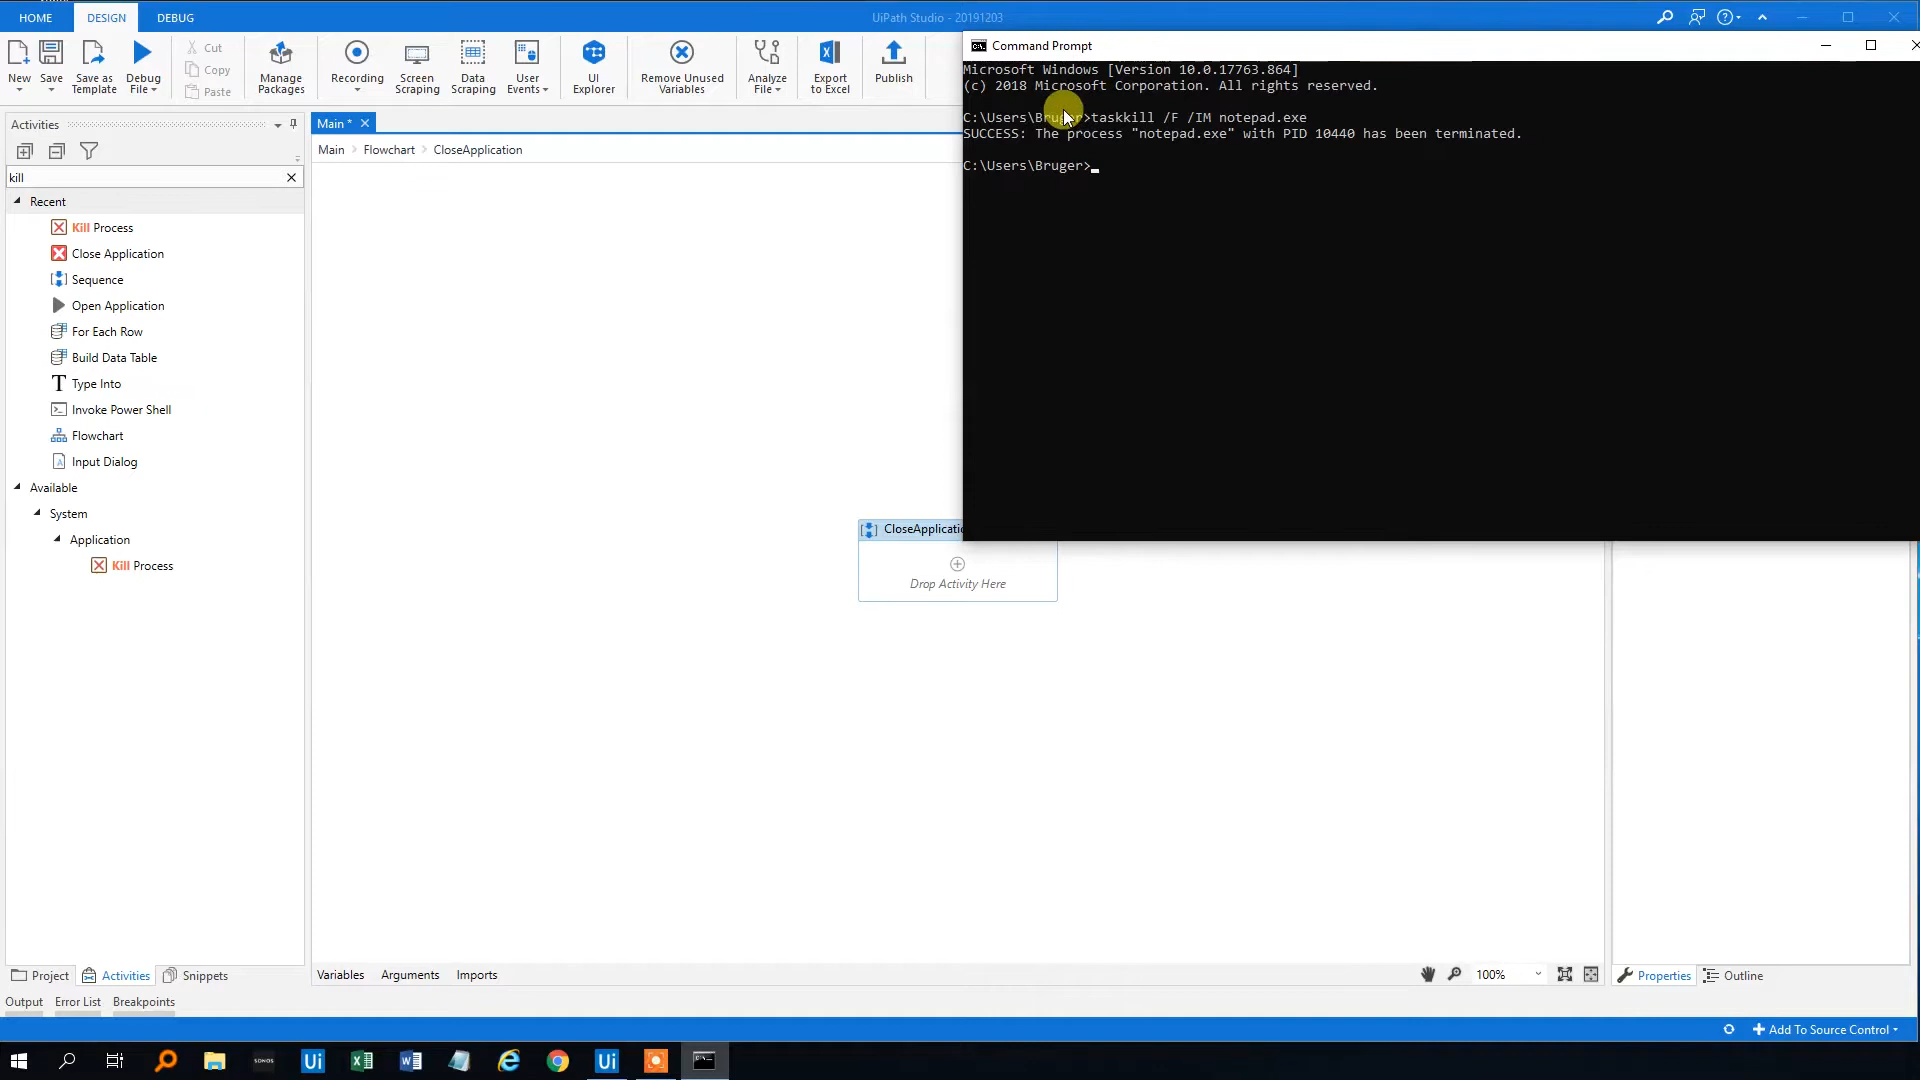 HOME DESIGN DEBUG
UiPath Studio - 20191203
New
Save
Save as Template
Debug File
Cut
Copy
Paste
Manage Packages
Recording
Screen Scraping
Data Scraping
User Events
UI Explorer
Remove Unused Variables
Analyze File
Export to Excel
Publish
Command Prompt
Microsoft Windows [Version 10.0.17763.864]
(c) 2018 Microsoft Corporation. All rights reserved.
C:\Users\Bruger>taskkill /F /IM notepad.exe
SUCCESS: The process "notepad.exe" with PID 10440 has been terminated.
C:\Users\Bruger>
Activities
kill
Recent
Kill Process
Close Application
Sequence
Open Application
For Each Row
Build Data Table
Type Into
Invoke Power Shell
Flowchart
Input Dialog
Available
System
Application
Kill Process
Main *
Main > Flowchart > CloseApplication
CloseApplicatio
Drop Activity Here
Project Activities Snippets
Variables Arguments Imports
100%
Properties Outline
Output Error List Breakpoints
Add To Source Control
SONOS Ui Ui